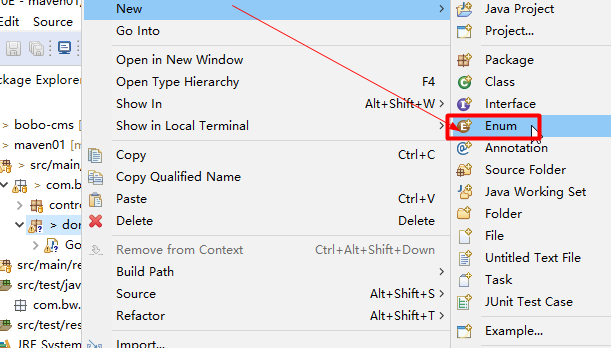 UE - maven01/
ckage Explorer
> bobo-cms [m
> maven01 [m
> src/main/
> com.b
> contro
> dor
> Go
src/main/re
src/test/jav
com.bw.
src/test/res
JRE System
New
Go Into
Open in New Window
Open Type Hierarchy F4
Show In Alt+Shift+W >
Show in Local Terminal >
Copy Ctrl+C
Copy Qualified Name
Paste Ctrl+V
Delete Delete
Remove from Context Ctrl+Alt+Shift+Down
Build Path >
Source Alt+Shift+S >
Refactor Alt+Shift+T >
Import...
Java Project
Project...
Package
Class
Interface
Enum
Annotation
Source Folder
Java Working Set
Folder
File
Untitled Text File
Task
JUnit Test Case
Example...